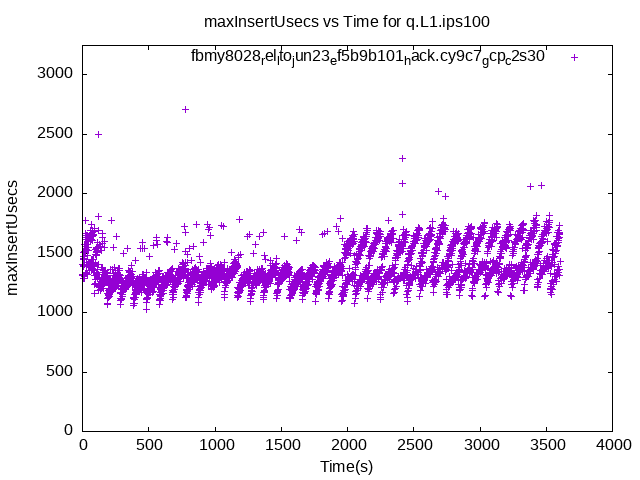 maxInsertUsecs vs Time for q.L1.ips100
fbmy8028relitojun23ef5b9b101hack.cy9c7gcpc2s30
3000
2500
2000
1500
1000
500
0
maxInsertUsecs
0 500 1000 1500 2000 2500 3000 3500 4000
Time(s)